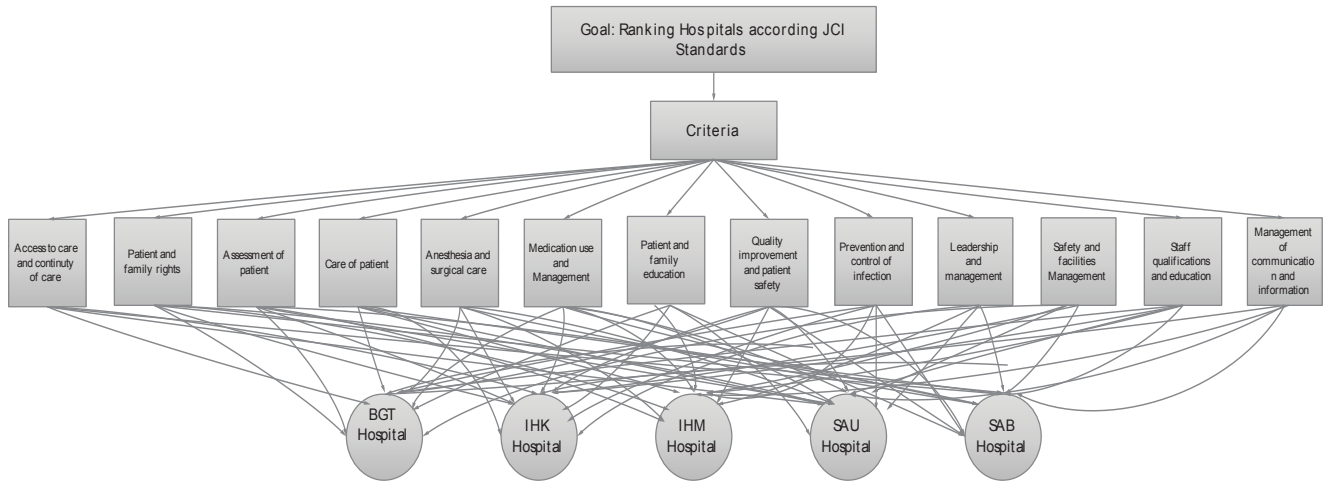 Goal: Ranking Hospitals according JCI
Standards
Criteria
Access to care
and continuty
of care
Patient and
family rights
Assessment of
patient
Care of patient
Anesthesia and
surgical care
Medication use
and
Management
Patient and
family
education
Quality
improvement
and patient
safety
Prevention and
control of
infection
Leadership
and
management
Safety and
facilities
Management
Staff
qualifications
and education
Management
of
communicatio
n and
information
BGT
Hospital
IHK
Hospital
IHM
Hospital
SAU
Hospital
SAB
Hospital